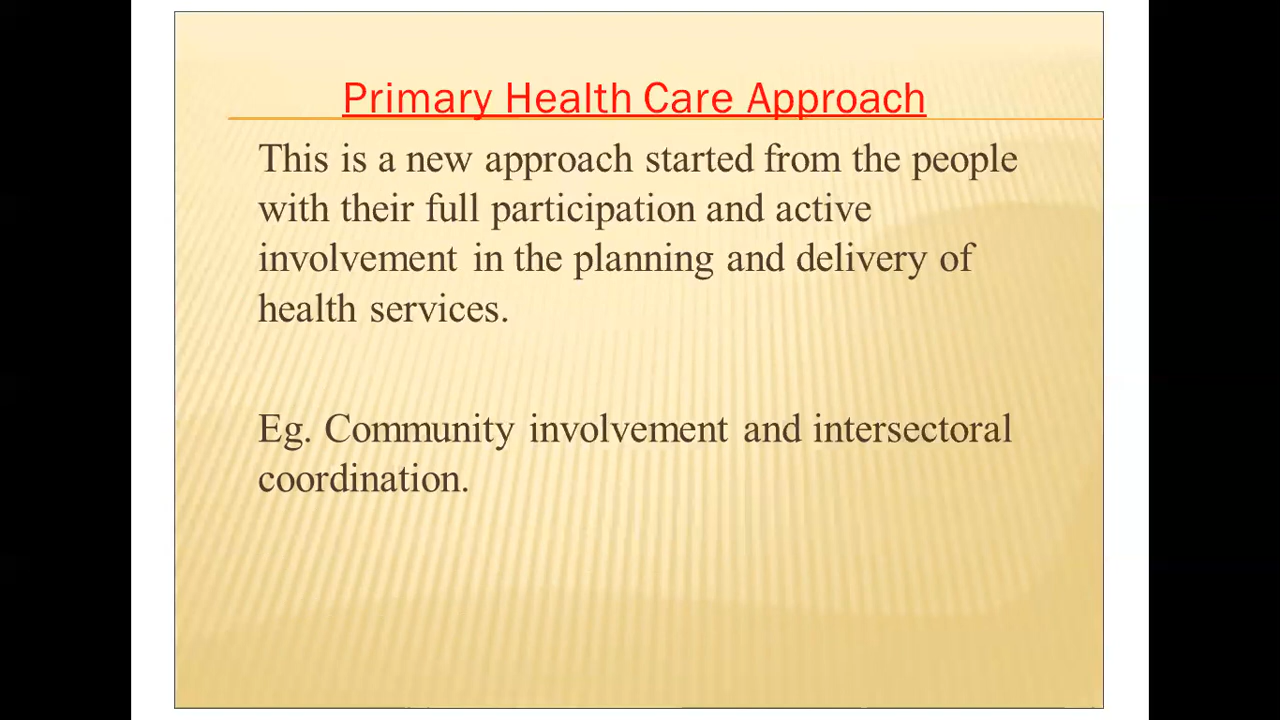 Primary Health Care Approach
This is a new approach started from the people
with their full participation and active
involvement in the planning and delivery of
health services.
Eg. Community involvement and intersectoral
coordination.